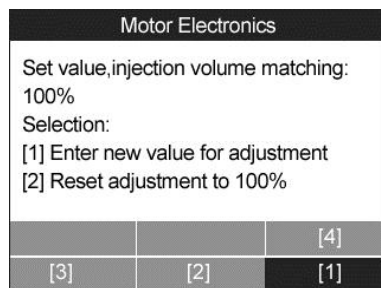 Motor Electronics
Set value,injection volume matching:
100%
Selection:
[1] Enter new value for adjustment
[2] Reset adjustment to 100%
[4]
[3] [2] [1]